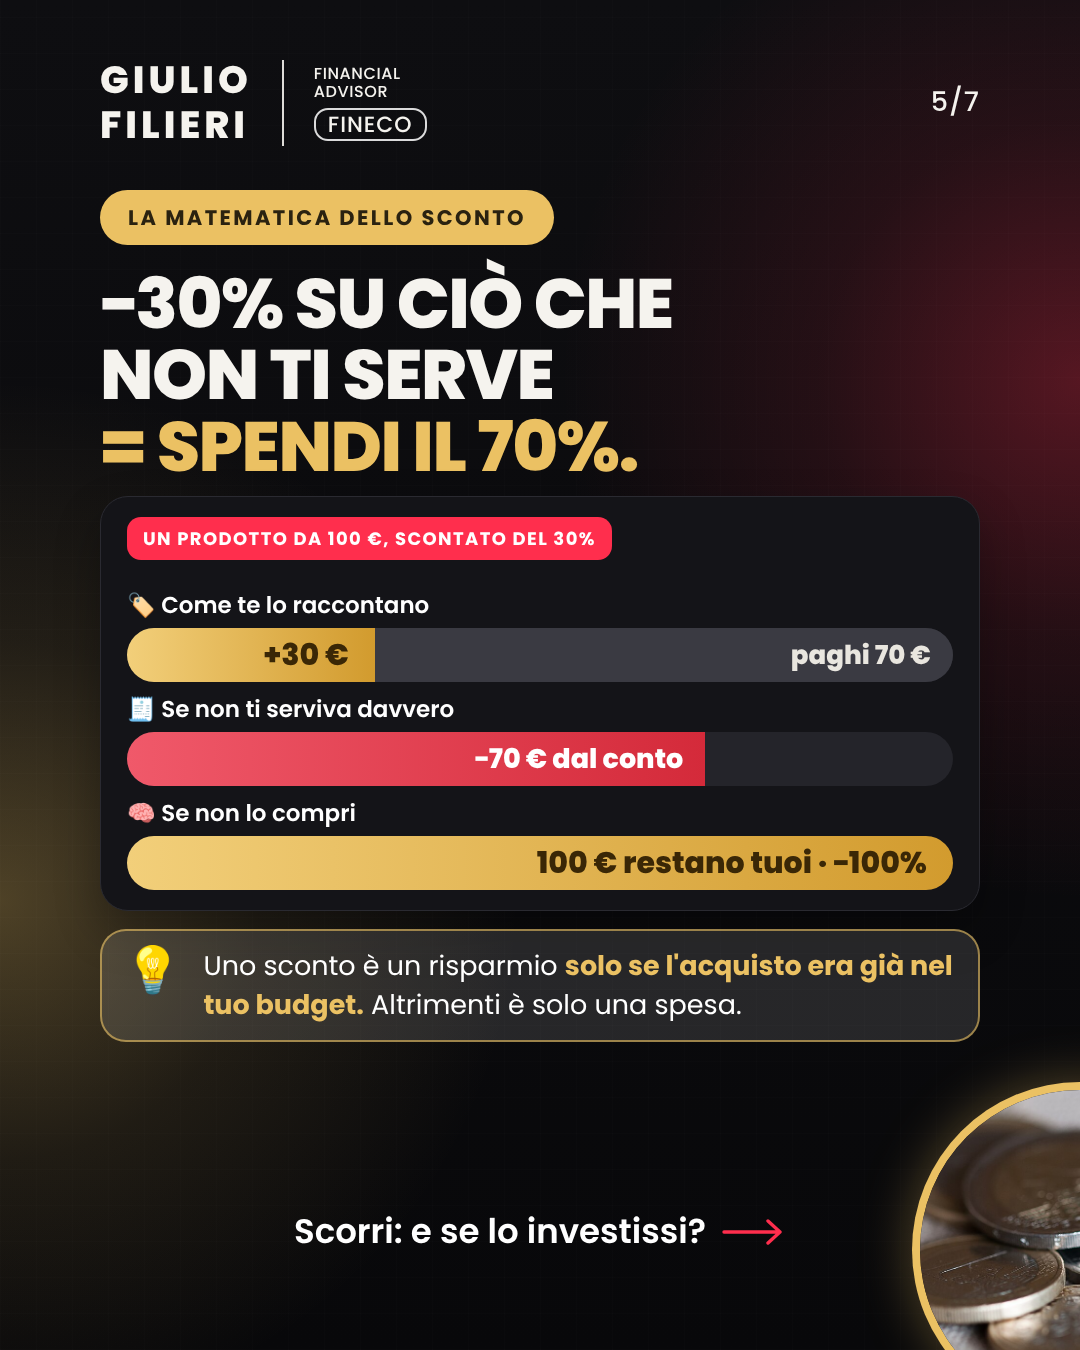 GIULIO
FILIERI
FINANCIAL
ADVISOR
FINECO
5/7
LA MATEMATICA DELLO SCONTO
-30% SU CIÒ CHE
NON TI SERVE
= SPENDI IL 70%.
UN PRODOTTO DA 100 €, SCONTATO DEL 30%
🏷️ Come te lo raccontano
+30 € paghi 70 €
🧾 Se non ti serviva davvero
-70 € dal conto
🧠 Se non lo compri
100 € restano tuoi · -100%
💡 Uno sconto è un risparmio solo se l'acquisto era già nel
tuo budget. Altrimenti è solo una spesa.
Scorri: e se lo investissi? →